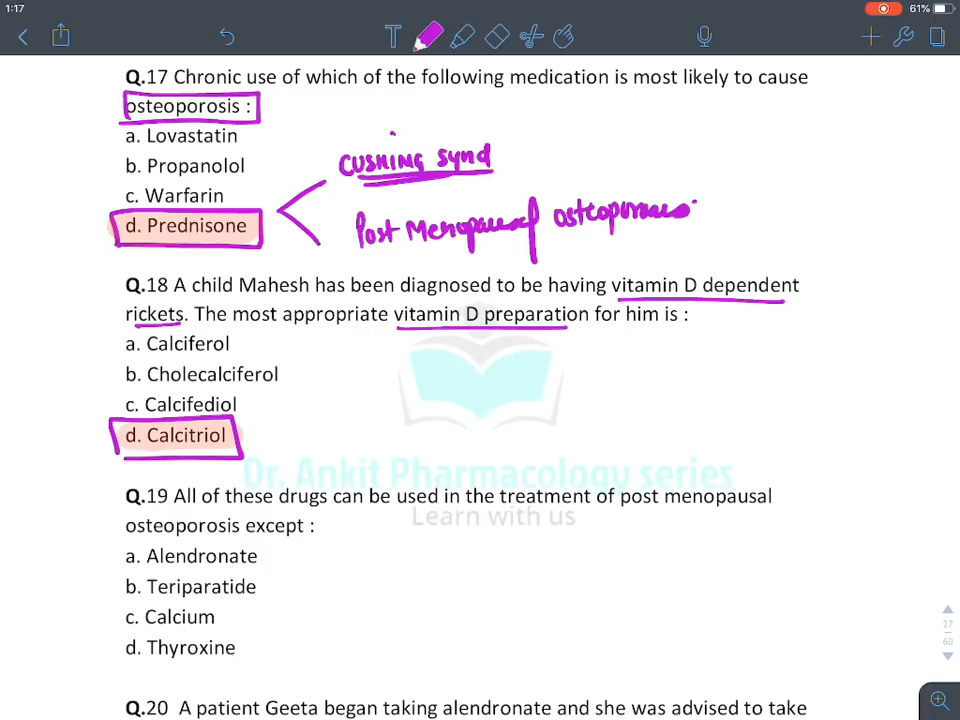 1:17
61%
Q.17 Chronic use of which of the following medication is most likely to cause
osteoporosis :
a. Lovastatin
b. Propanolol
c. Warfarin
d. Prednisone
CUSHING SYND
Post Menopausal osteoporosis
Q.18 A child Mahesh has been diagnosed to be having vitamin D dependent
rickets. The most appropriate vitamin D preparation for him is :
a. Calciferol
b. Cholecalciferol
c. Calcifediol
d. Calcitriol
Dr. Ankit Pharmacology series
Learn with us
Q.19 All of these drugs can be used in the treatment of post menopausal
osteoporosis except :
a. Alendronate
b. Teriparatide
c. Calcium
d. Thyroxine
27
60
Q.20 A patient Geeta began taking alendronate and she was advised to take